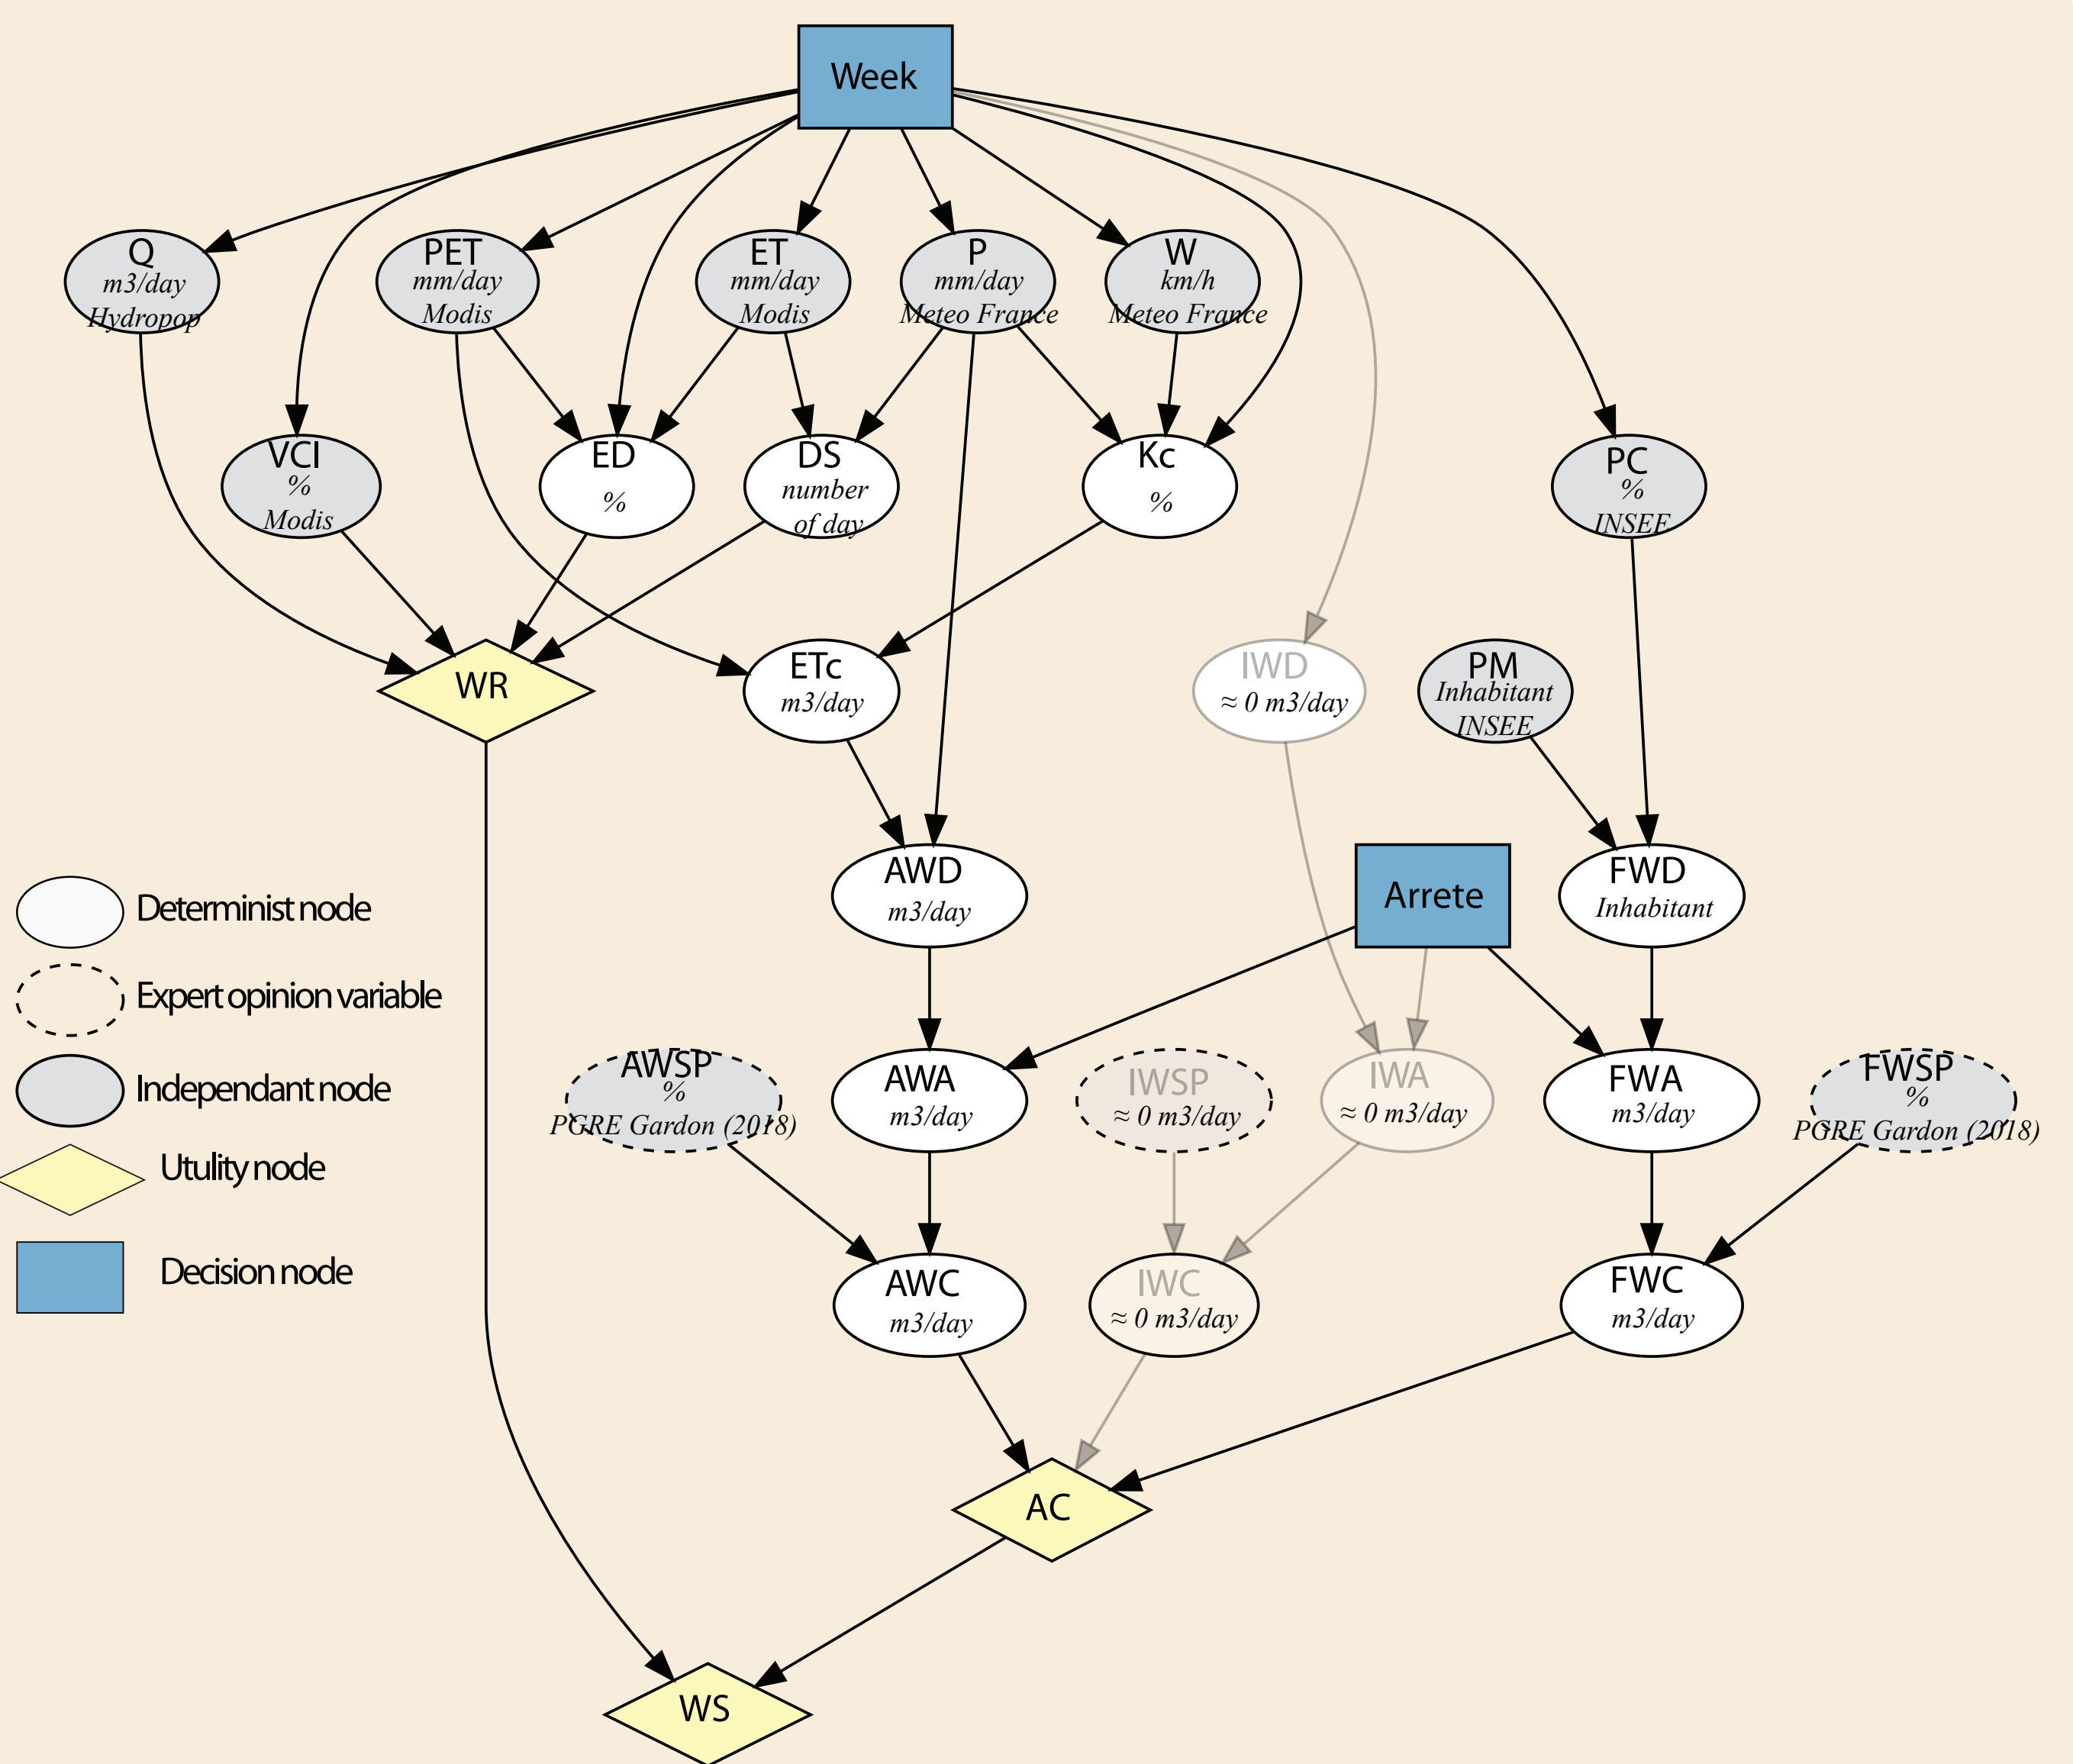 Week
Q
m3/day
Hydropop
PET
mm/day
Modis
ET
mm/day
Modis
P
mm/day
Meteo France
W
km/h
Meteo France
VCI
%
Modis
ED
%
DS
number
of day
Kc
%
PC
%
INSEE
WR
ETc
m3/day
IWD
≈ 0 m3/day
PM
Inhabitant
INSEE
AWD
m3/day
Arrete
FWD
Inhabitant
Determinist node
Expert opinion variable
Independant node
Utulity node
Decision node
AWSP
%
PGRE Gardon (2018)
AWA
m3/day
IWSP
≈ 0 m3/day
IWA
≈ 0 m3/day
FWA
m3/day
FWSP
%
PGRE Gardon (2018)
AWC
m3/day
IWC
≈ 0 m3/day
FWC
m3/day
AC
WS